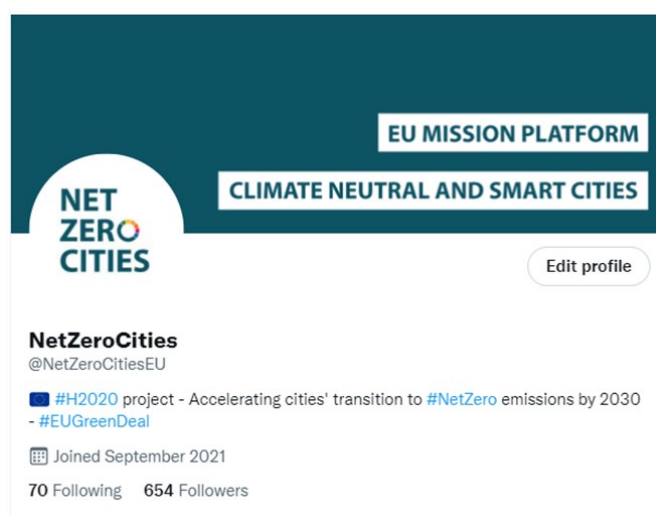 EU MISSION PLATFORM
CLIMATE NEUTRAL AND SMART CITIES
NET
ZERO
CITIES
Edit profile
NetZeroCities
@NetZeroCitiesEU
🇪🇺 #H2020 project - Accelerating cities' transition to #NetZero emissions by 2030
- #EUGreenDeal
Joined September 2021
70 Following 654 Followers